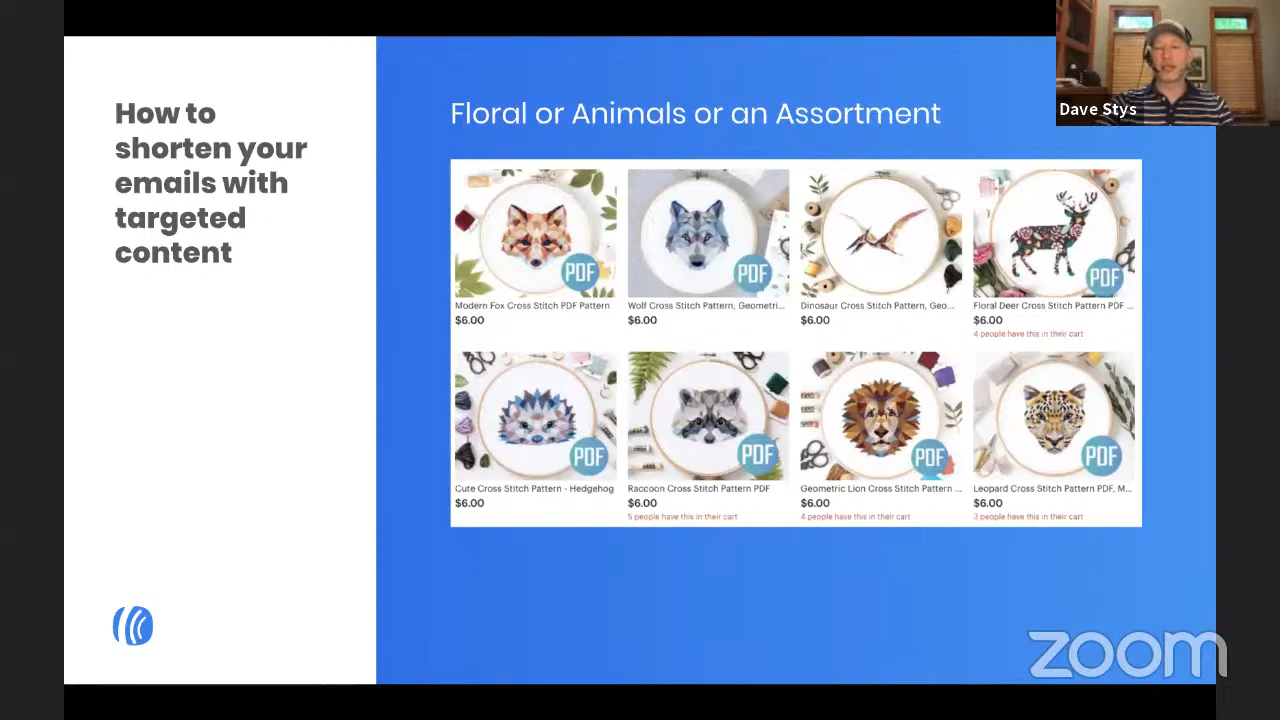 How to
shorten your
emails with
targeted
content
Floral or Animals or an Assortment
Dave Stys
PDF
PDF
PDF
Modern Fox Cross Stitch PDF Pattern
$6.00
Wolf Cross Stitch Pattern, Geometri...
$6.00
Dinosaur Cross Stitch Pattern, Geo...
$6.00
Floral Deer Cross Stitch Pattern PDF ...
$6.00
4 people have this in their cart
PDF
PDF
PDF
PDF
Cute Cross Stitch Pattern - Hedgehog
$6.00
Raccoon Cross Stitch Pattern PDF
$6.00
5 people have this in their cart
Geometric Lion Cross Stitch Pattern ...
$6.00
4 people have this in their cart
Leopard Cross Stitch Pattern PDF, M...
$6.00
3 people have this in their cart
zoom